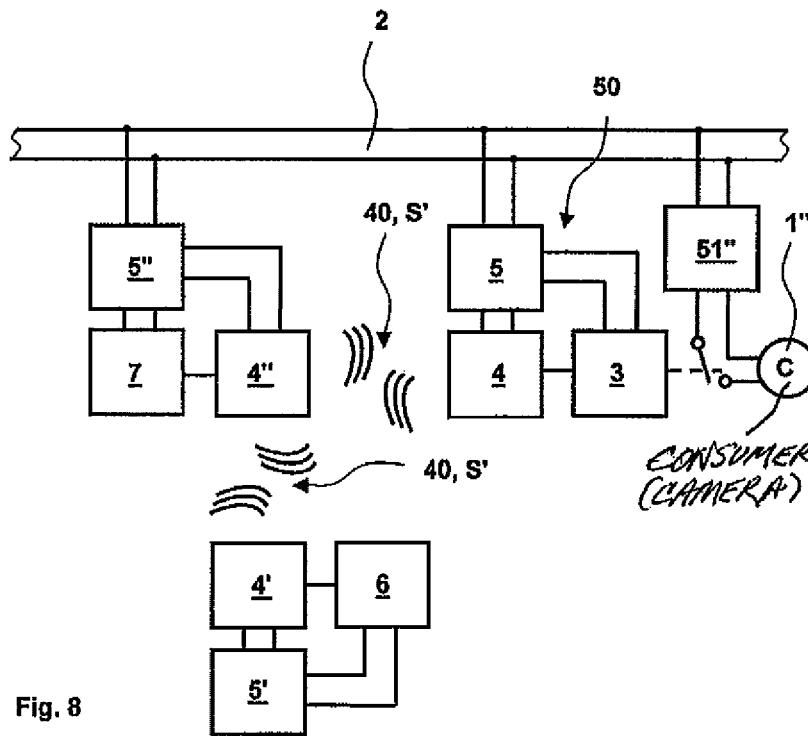 2
50
40, S'
1"
5"
5
51"
7
4"
4
3
C
CONSUMER
(CAMERA)
40, S'
4'
6
5'
Fig. 8